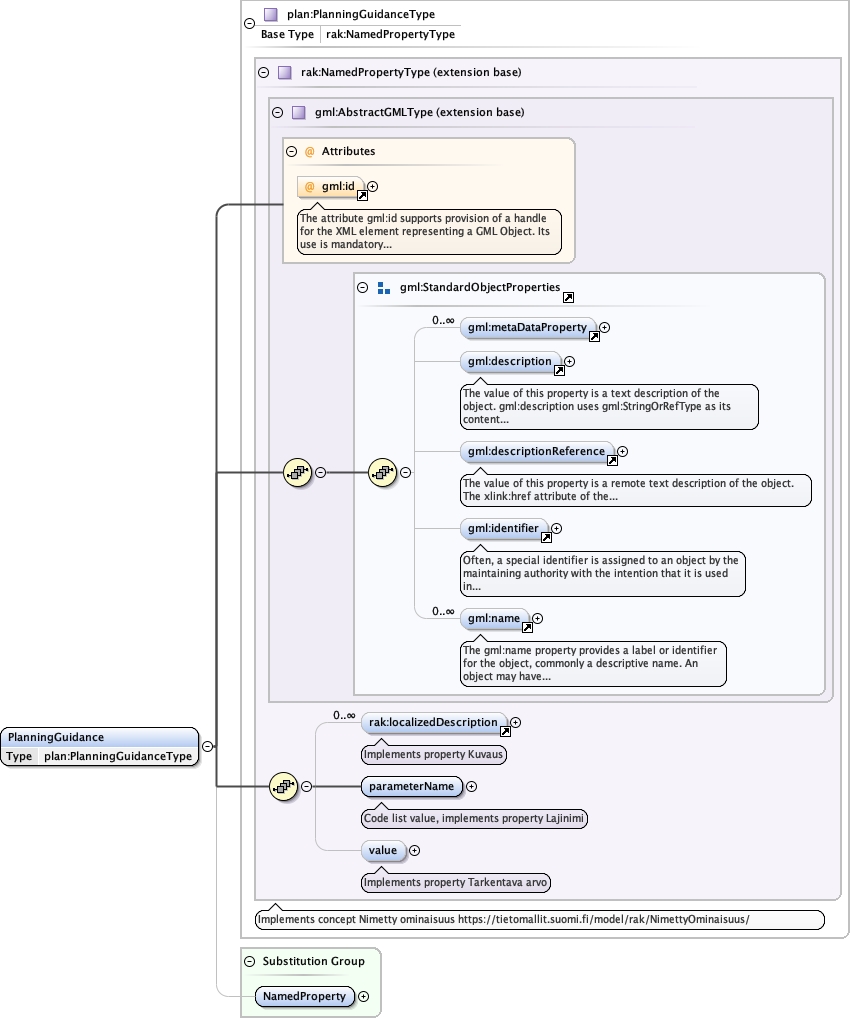 plan:PlanningGuidanceType
Base Type rak:NamedPropertyType
rak:NamedPropertyType (extension base)
gml:AbstractGMLType (extension base)
@ Attributes
@ gml:id
The attribute gml:id supports provision of a handle
for the XML element representing a GML Object. Its
use is mandatory...
gml:StandardObjectProperties
0..∞
gml:metaDataProperty
gml:description
The value of this property is a text description of the
object. gml:description uses gml:StringOrRefType as its
content...
gml:descriptionReference
The value of this property is a remote text description of the object.
The xlink:href attribute of the...
gml:identifier
Often, a special identifier is assigned to an object by the
maintaining authority with the intention that it is used
in...
0..∞
gml:name
The gml:name property provides a label or identifier
for the object, commonly a descriptive name. An
object may have...
0..∞
rak:localizedDescription
Implements property Kuvaus
PlanningGuidance
Type plan:PlanningGuidanceType
parameterName
Code list value, implements property Lajinimi
value
Implements property Tarkentava arvo
Implements concept Nimetty ominaisuus https://tietomallit.suomi.fi/model/rak/NimettyOminaisuus/
Substitution Group
NamedProperty